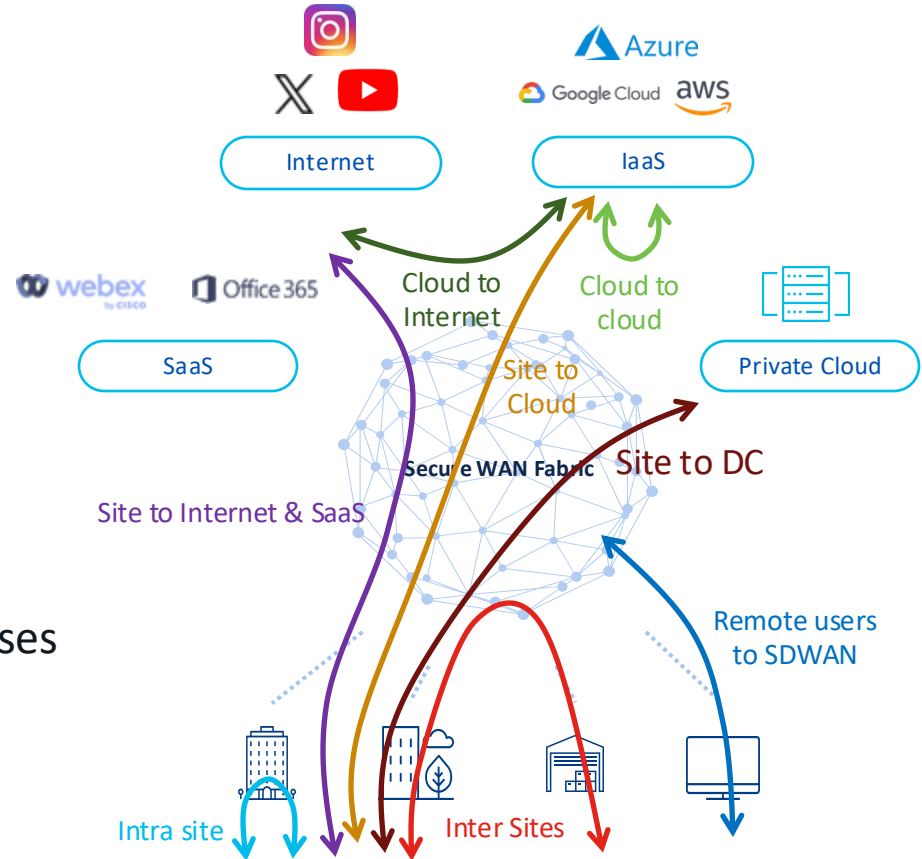 Azure
Google Cloud
aws
Internet
IaaS
webex
by CISCO
Office 365
Cloud to
Internet
Cloud to
cloud
SaaS
Site to
Cloud
Private Cloud
Secure WAN Fabric
Site to DC
Site to Internet & SaaS
ses
Remote users
to SDWAN
Intra site
Inter Sites